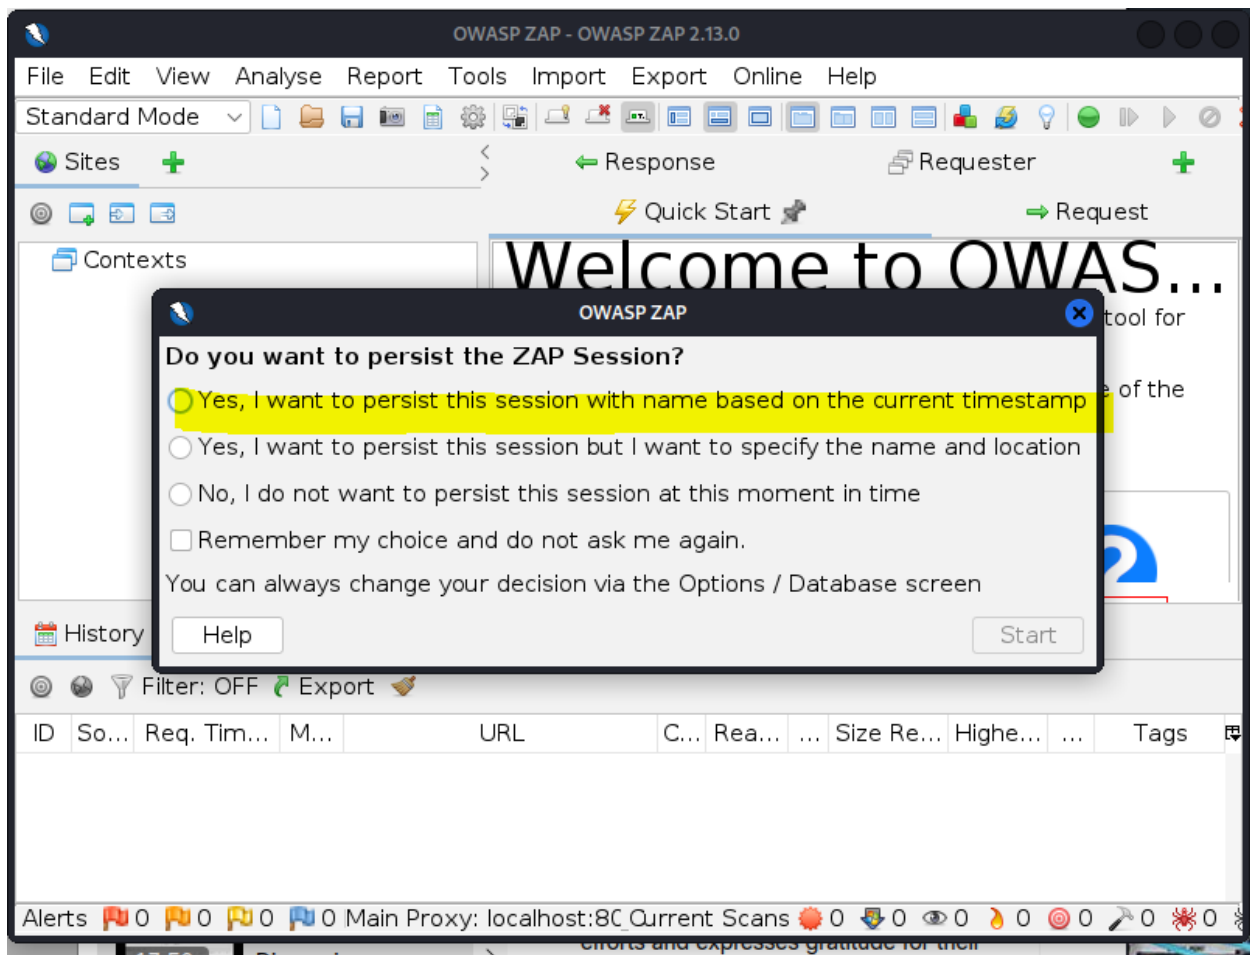 OWASP ZAP - OWASP ZAP 2.13.0
File Edit View Analyse Report Tools Import Export Online Help
Standard Mode
Sites
Response
Requester
Quick Start
Request
Contexts
Welcome to OWAS...
tool for
of the
OWASP ZAP
Do you want to persist the ZAP Session?
Yes, I want to persist this session with name based on the current timestamp
Yes, I want to persist this session but I want to specify the name and location
No, I do not want to persist this session at this moment in time
Remember my choice and do not ask me again.
You can always change your decision via the Options / Database screen
Help
Start
History
Filter: OFF Export
ID So... Req. Tim... M... URL C... Rea... ... Size Re... Highe... ... Tags
Alerts 0 0 0 0 Main Proxy: localhost:80 Current Scans 0 0 0 0 0 0 0
efforts and expresses gratitude for their